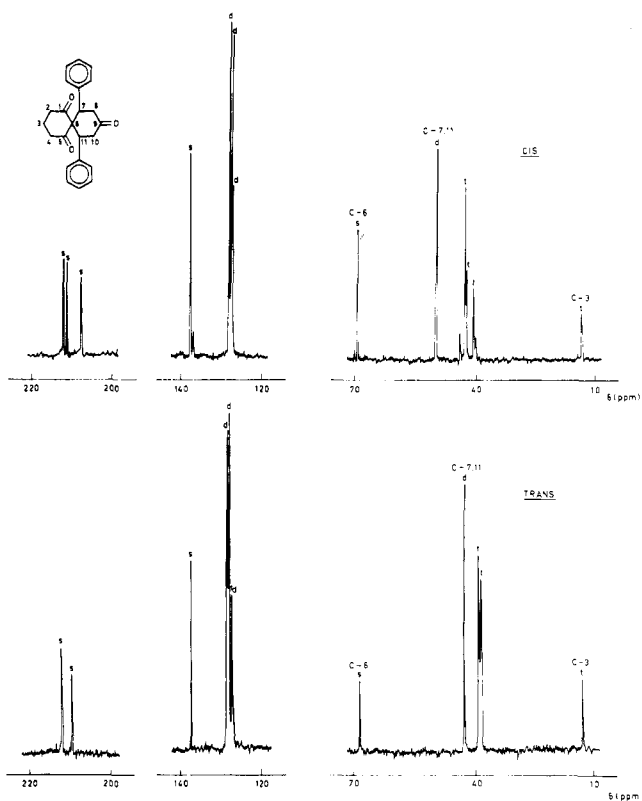 CIS
C-6
s
C-7,11
d
t
t
t
C-3
t
s
s
s
s
d
d
d
2
1
O
7
8
3
6
9
O
4
5
O
11
10
220
200
140
120
70
40
10
δ(ppm)
TRANS
C-7,11
d
t
t
C-6
s
C-3
t
s
s
s
d
d
d
220
200
140
120
70
40
10
δ(ppm)